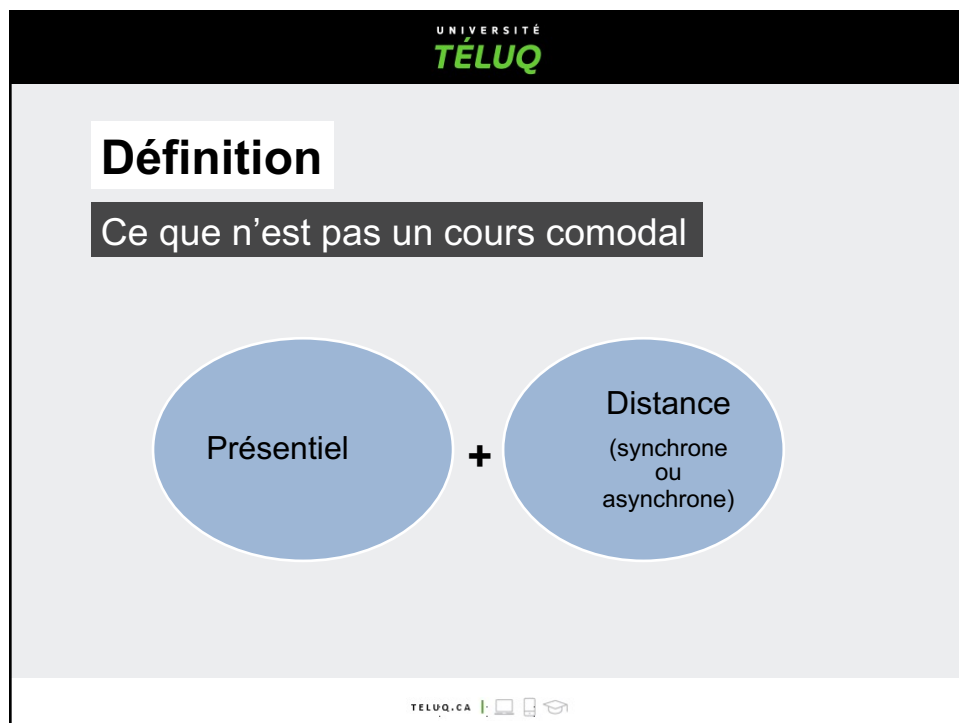 UNIVERSITÉ
TÉLUQ
Définition
Ce que n’est pas un cours comodal
Présentiel
+
Distance
(synchrone
ou
asynchrone)
TELUQ.CA